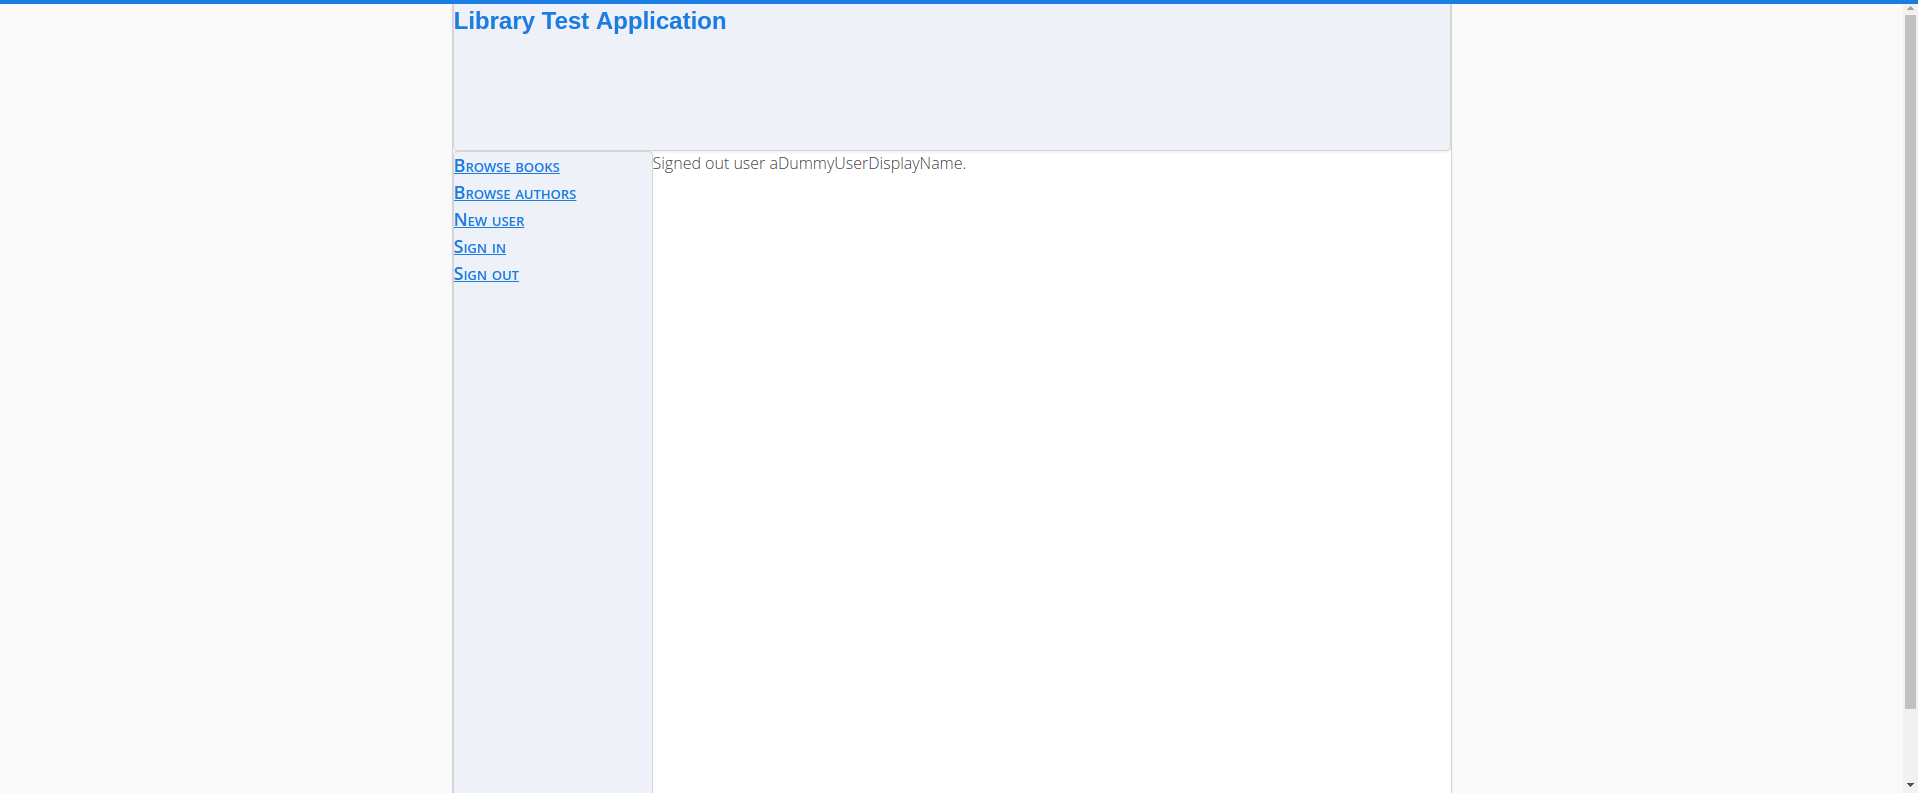 Library Test Application
Browse books
Browse authors
New user
Sign in
Sign out
Signed out user aDummyUserDisplayName.